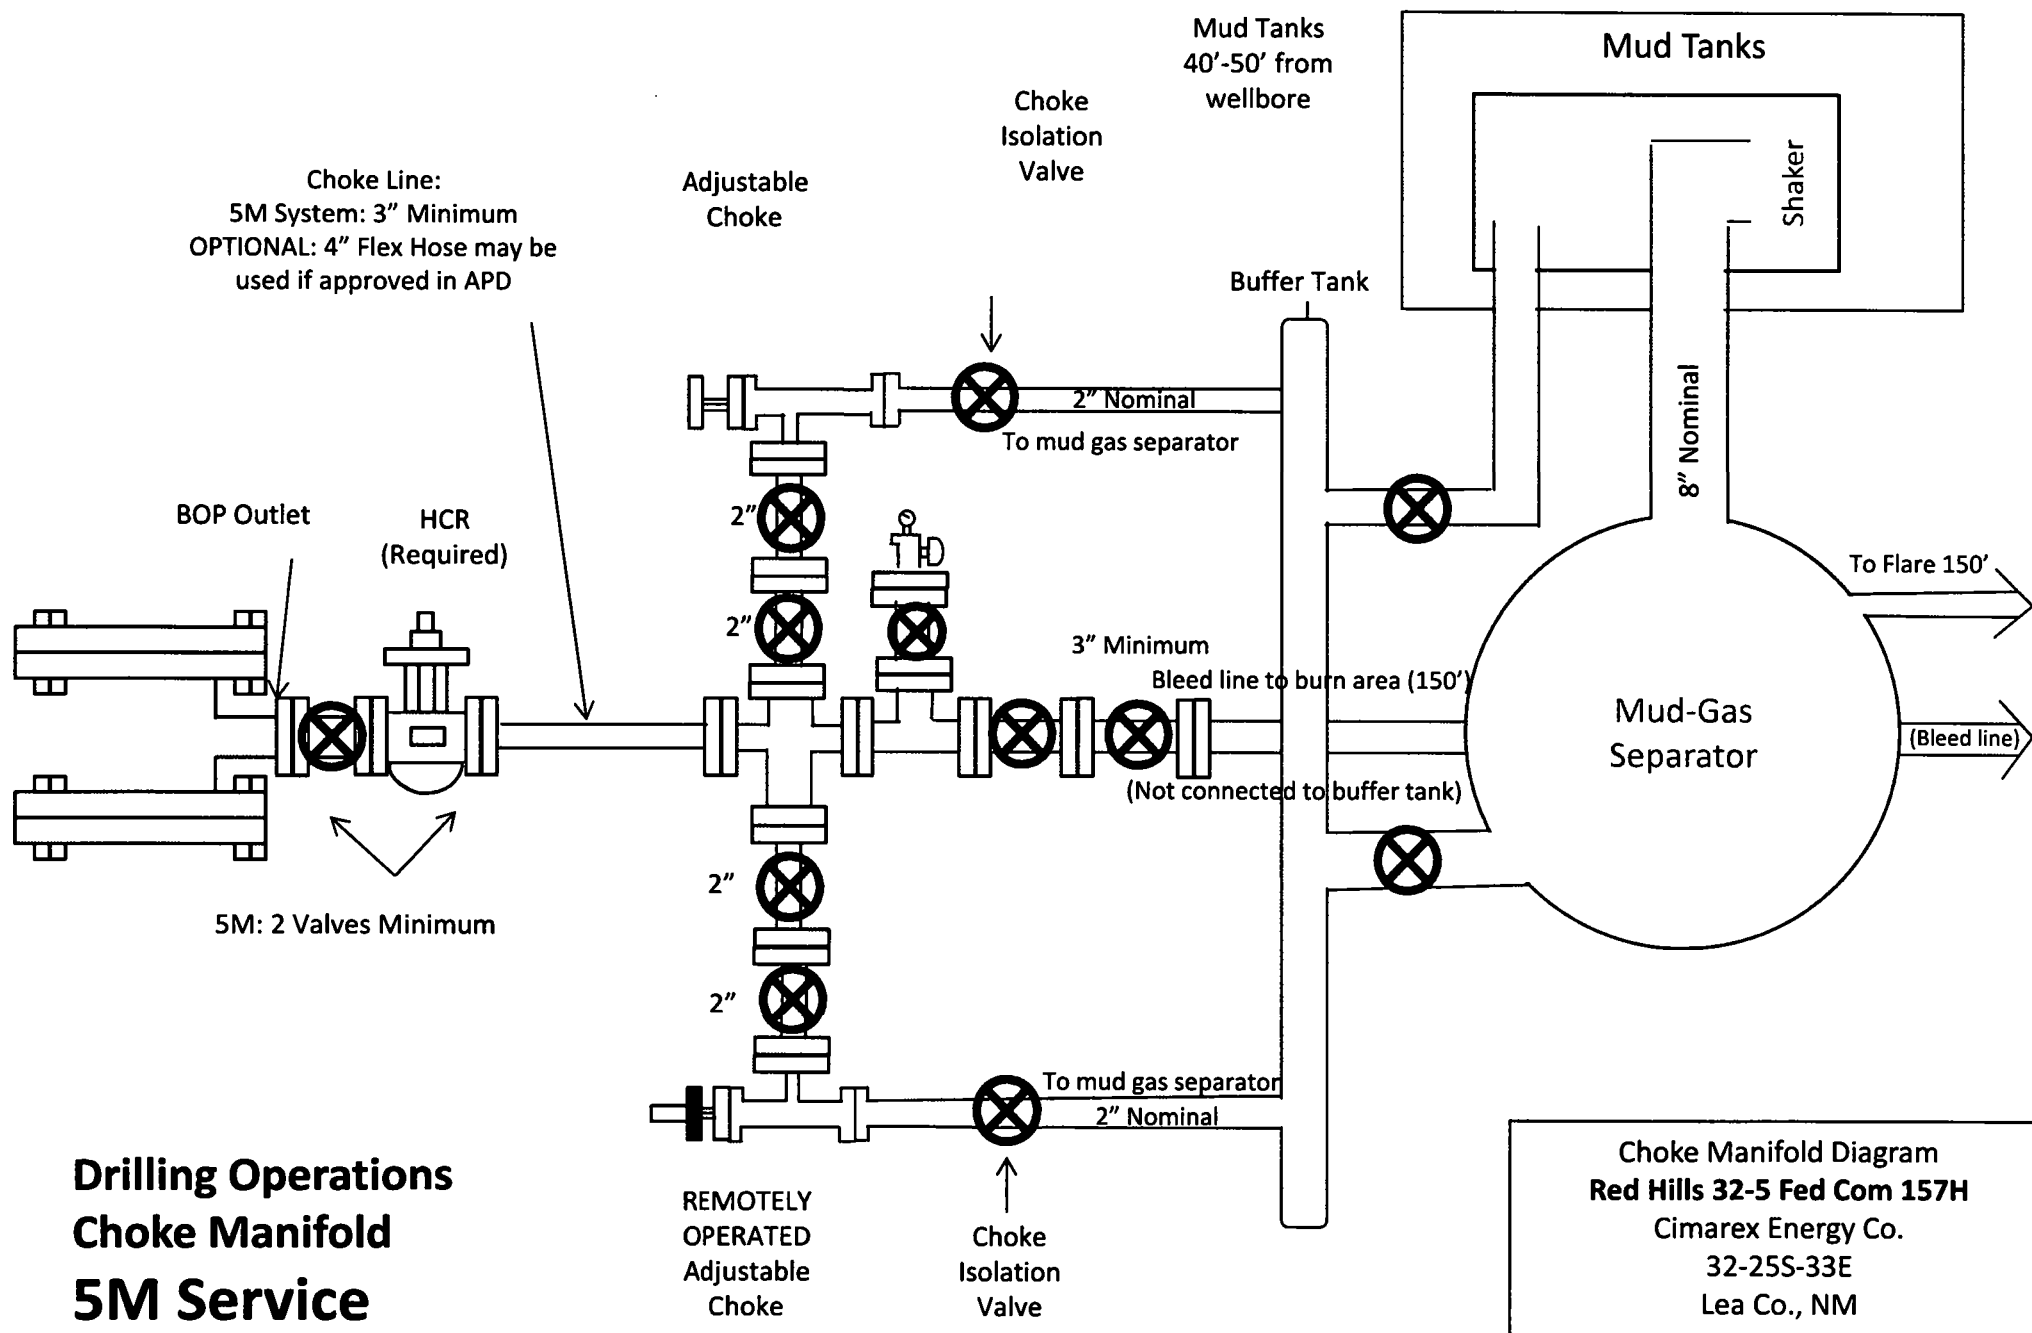 Mud Tanks
40'-50' from
wellbore
Mud Tanks
Choke
Isolation
Valve
Shaker
Choke Line:
5M System: 3" Minimum
OPTIONAL: 4" Flex Hose may be
used if approved in APD
Adjustable
Choke
Buffer Tank
2" Nominal
To mud gas separator
8" Nominal
BOP Outlet
HCR
(Required)
2"
2"
To Flare 150'
3" Minimum
Bleed line to burn area (150')
Mud-Gas
Separator
(Bleed line)
(Not connected to buffer tank)
5M: 2 Valves Minimum
2"
2"
To mud gas separator
2" Nominal
REMOTELY
OPERATED
Adjustable
Choke
Choke
Isolation
Valve
Drilling Operations
Choke Manifold
5M Service
Choke Manifold Diagram
Red Hills 32-5 Fed Com 157H
Cimarex Energy Co.
32-25S-33E
Lea Co., NM